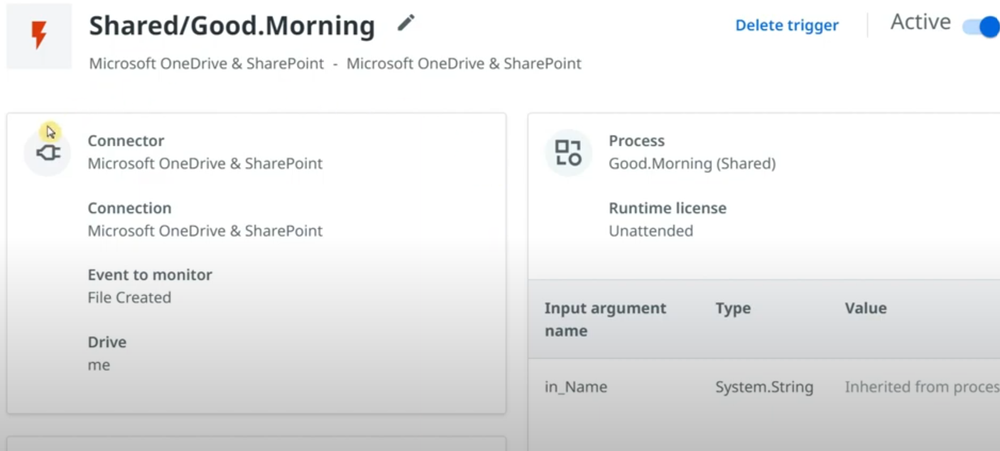 Shared/Good.Morning
Delete trigger
Active
Microsoft OneDrive & SharePoint - Microsoft OneDrive & SharePoint
Connector
Microsoft OneDrive & SharePoint
Connection
Microsoft OneDrive & SharePoint
Event to monitor
File Created
Drive
me
Process
Good.Morning (Shared)
Runtime license
Unattended
Input argument
name
Type
Value
in_Name
System.String
Inherited from proces